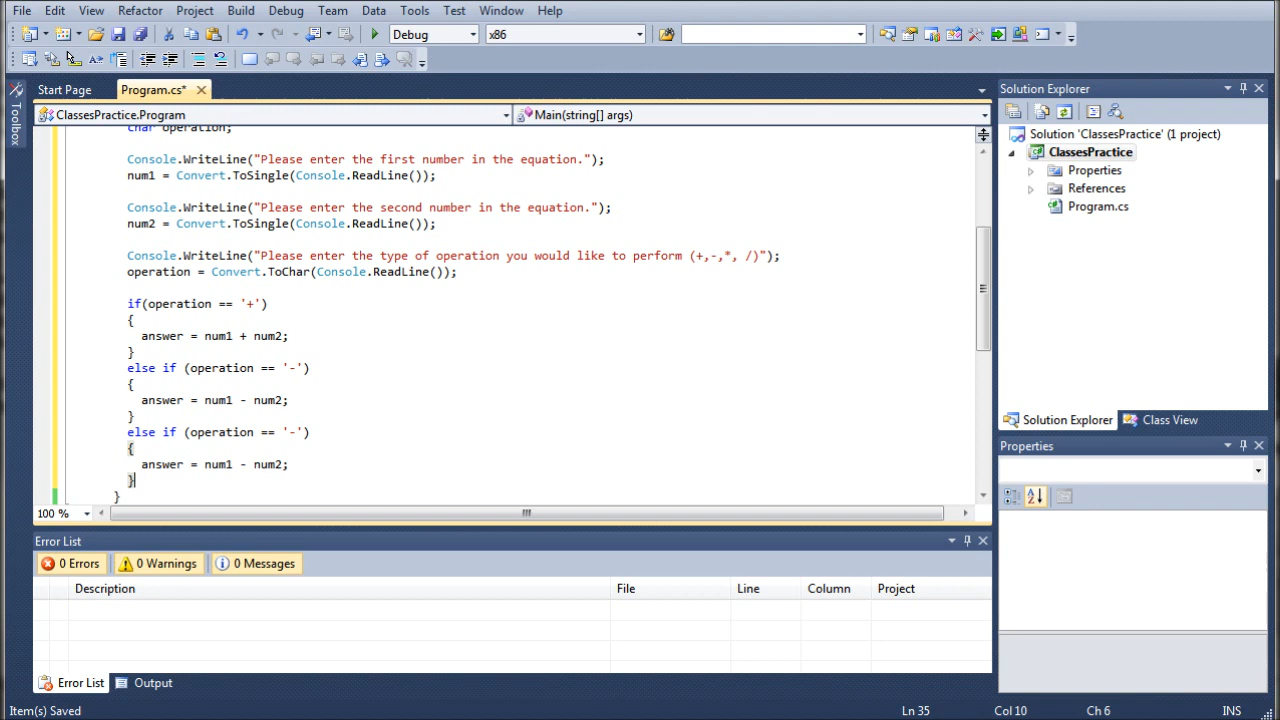 File Edit View Refactor Project Build Debug Team Data Tools Test Window Help
Debug x86
Start Page Program.cs*
ClassesPractice.Program Main(string[] args)
char operation;
Console.WriteLine("Please enter the first number in the equation.");
num1 = Convert.ToSingle(Console.ReadLine());
Console.WriteLine("Please enter the second number in the equation.");
num2 = Convert.ToSingle(Console.ReadLine());
Console.WriteLine("Please enter the type of operation you would like to perform (+,-,*, /)");
operation = Convert.ToChar(Console.ReadLine());
if(operation == '+')
{
answer = num1 + num2;
}
else if (operation == '-')
{
answer = num1 - num2;
}
else if (operation == '-')
{
answer = num1 - num2;
}
}
100 %
Toolbox
Solution Explorer
Solution 'ClassesPractice' (1 project)
ClassesPractice
Properties
References
Program.cs
Solution Explorer Class View
Properties
Error List
0 Errors 0 Warnings 0 Messages
Description File Line Column Project
Error List Output
Item(s) Saved Ln 35 Col 10 Ch 6 INS